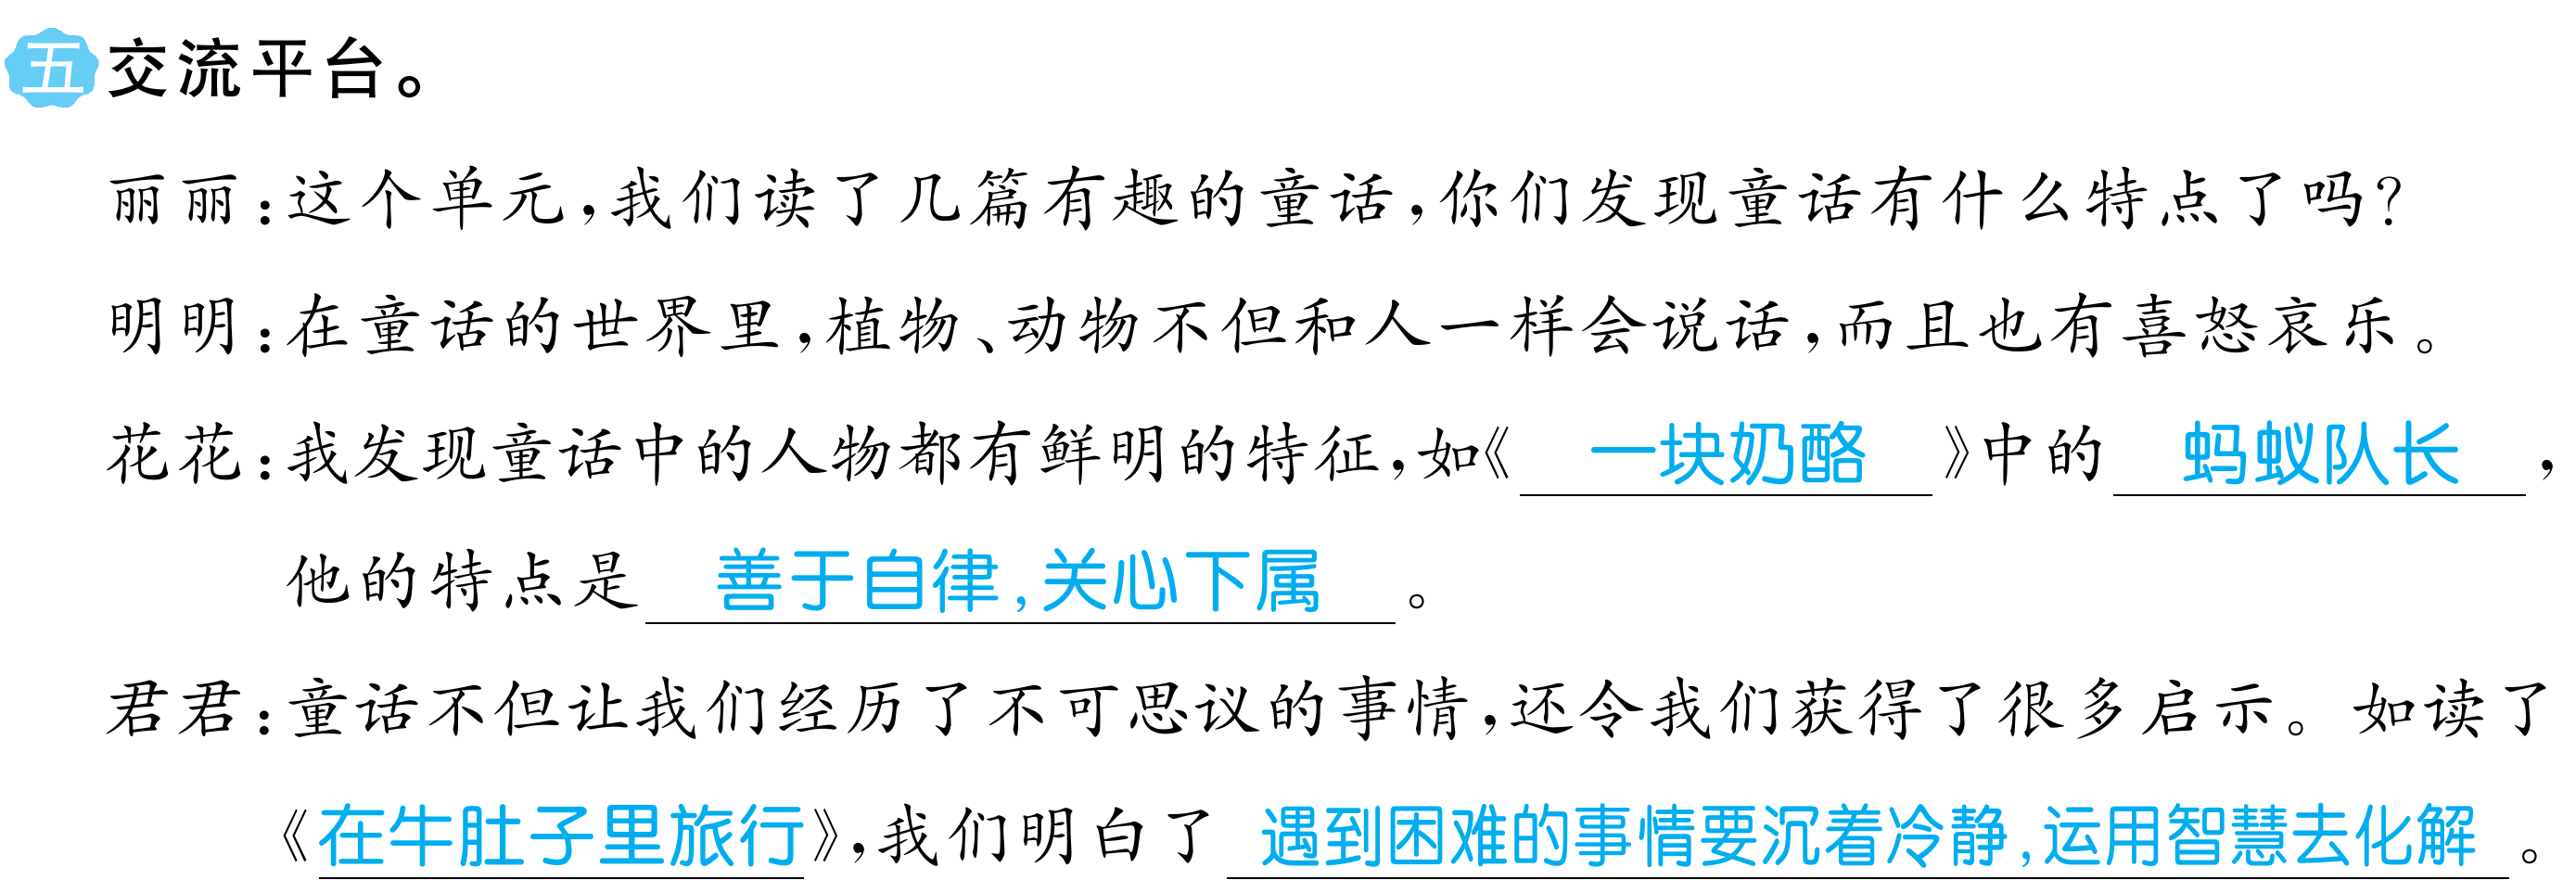 五 交流平台。
丽丽:这个单元,我们读了几篇有趣的童话,你们发现童话有什么特点了吗?
明明:在童话的世界里,植物、动物不但和人一样会说话,而且也有喜怒哀乐。
花花:我发现童话中的人物都有鲜明的特征,如《 一块奶酪 》中的 蚂蚁队长 ,
他的特点是 善于自律,关心下属 。
君君:童话不但让我们经历了不可思议的事情,还令我们获得了很多启示。如读了
《在牛肚子里旅行》,我们明白了 遇到困难的事情要沉着冷静,运用智慧去化解 。